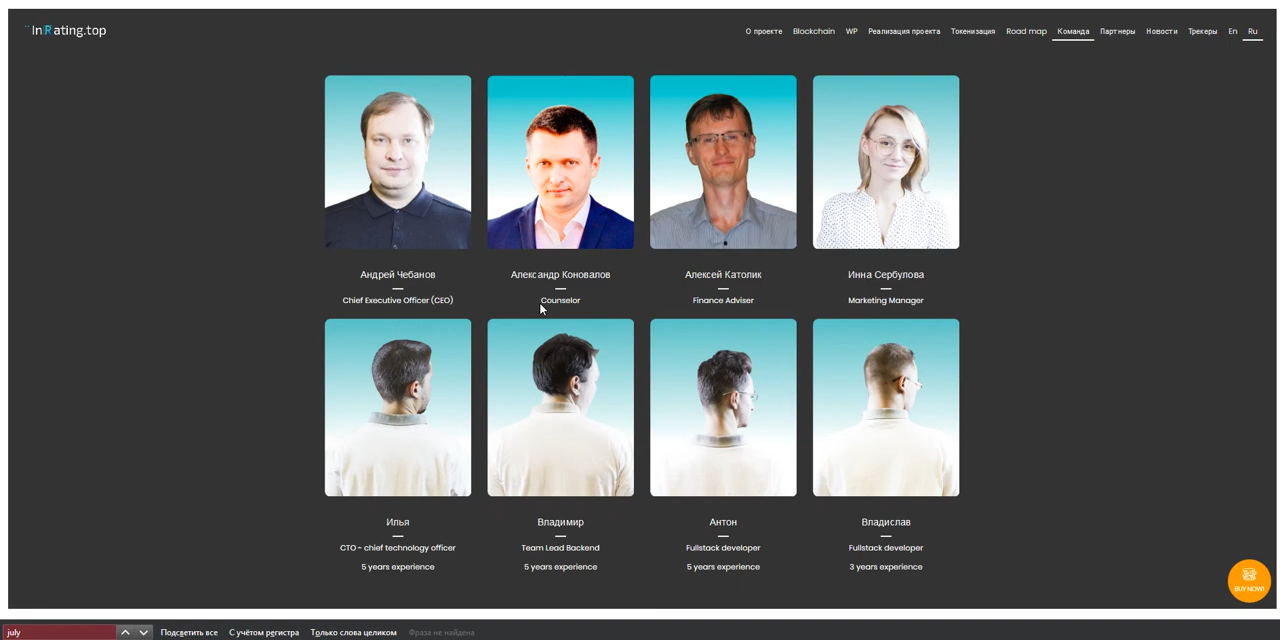 InRating.top
О проекте Blockchain WP Реализация проекта Токенизация Road map Команда Партнеры Новости Трекеры En Ru
Андрей Чебанов Александр Коновалов Алексей Католик Инна Сербулова
Chief Executive Officer (CEO) Counselor Finance Adviser Marketing Manager
Илья Владимир Антон Владислав
CTO - chief technology officer Team Lead Backend Fullstack developer Fullstack developer
5 years experience 5 years experience 5 years experience 3 years experience
BUY NOW!
july Подсветить все С учётом регистра Только слова целиком Фраза не найдена